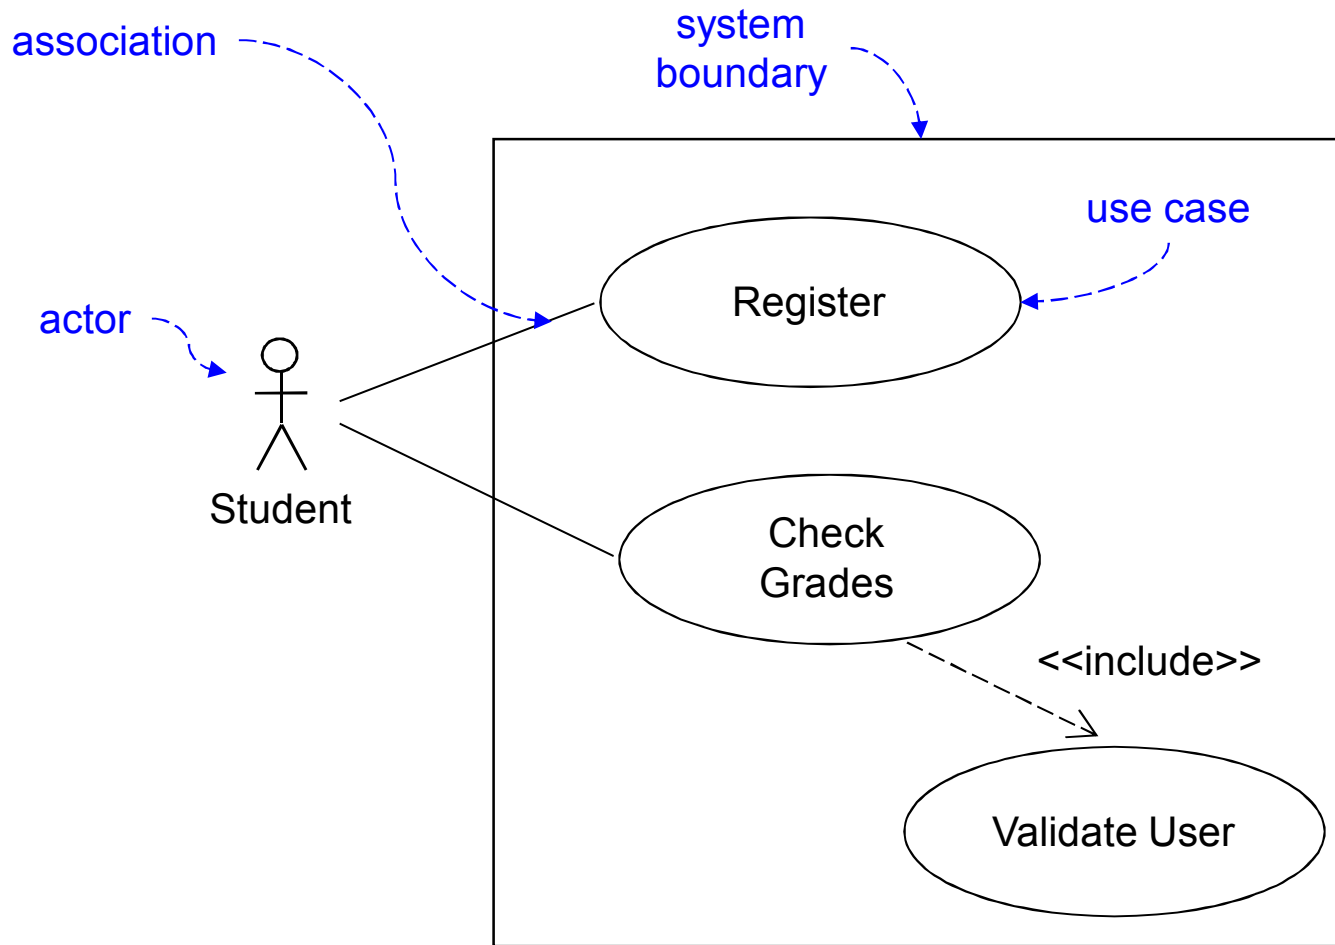 association
system
boundary
use case
Register
actor
Student
Check
Grades
<<include>>
Validate User